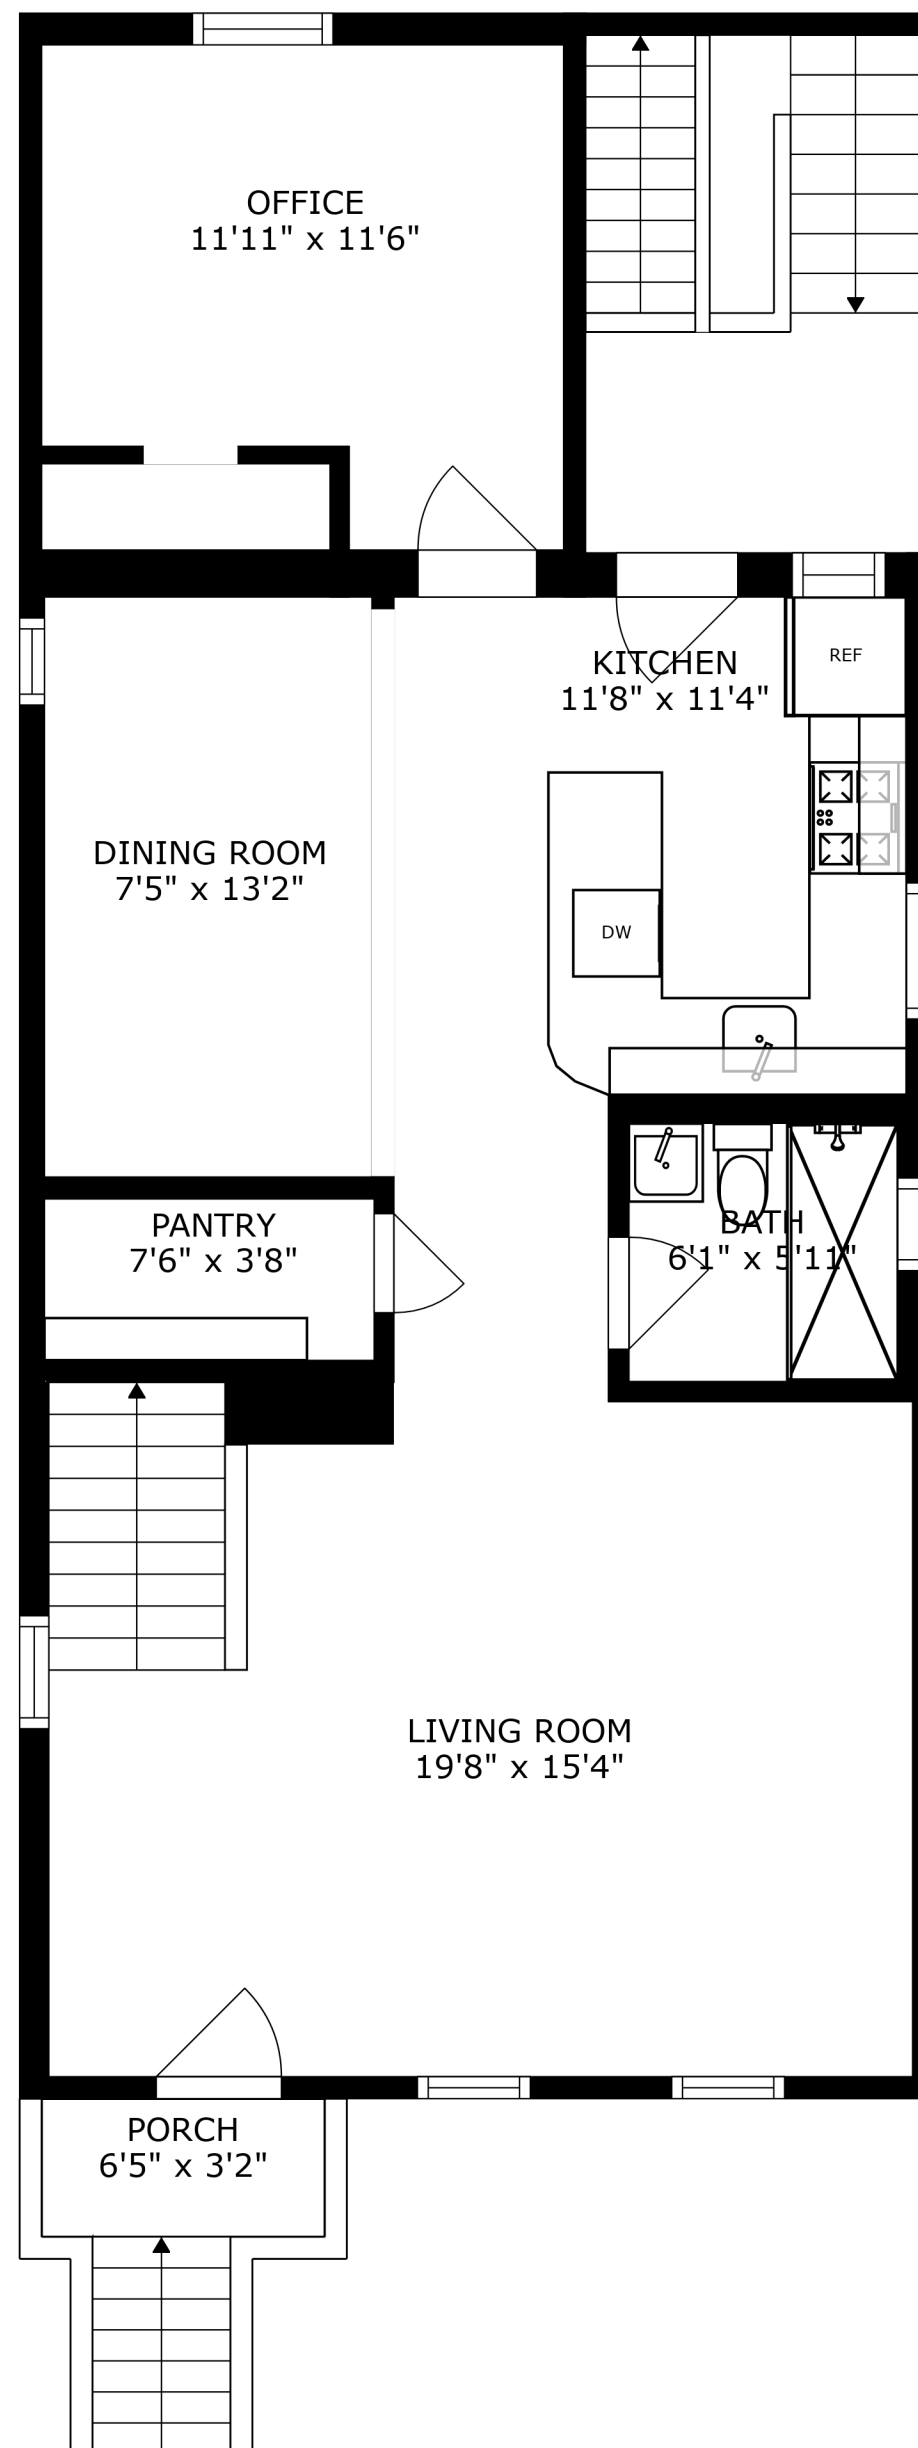 OFFICE
11'11" x 11'6"
KITCHEN
11'8" x 11'4"
REF
DINING ROOM
7'5" x 13'2"
DW
PANTRY
7'6" x 3'8"
BATH
6'1" x 5'11"
LIVING ROOM
19'8" x 15'4"
PORCH
6'5" x 3'2"